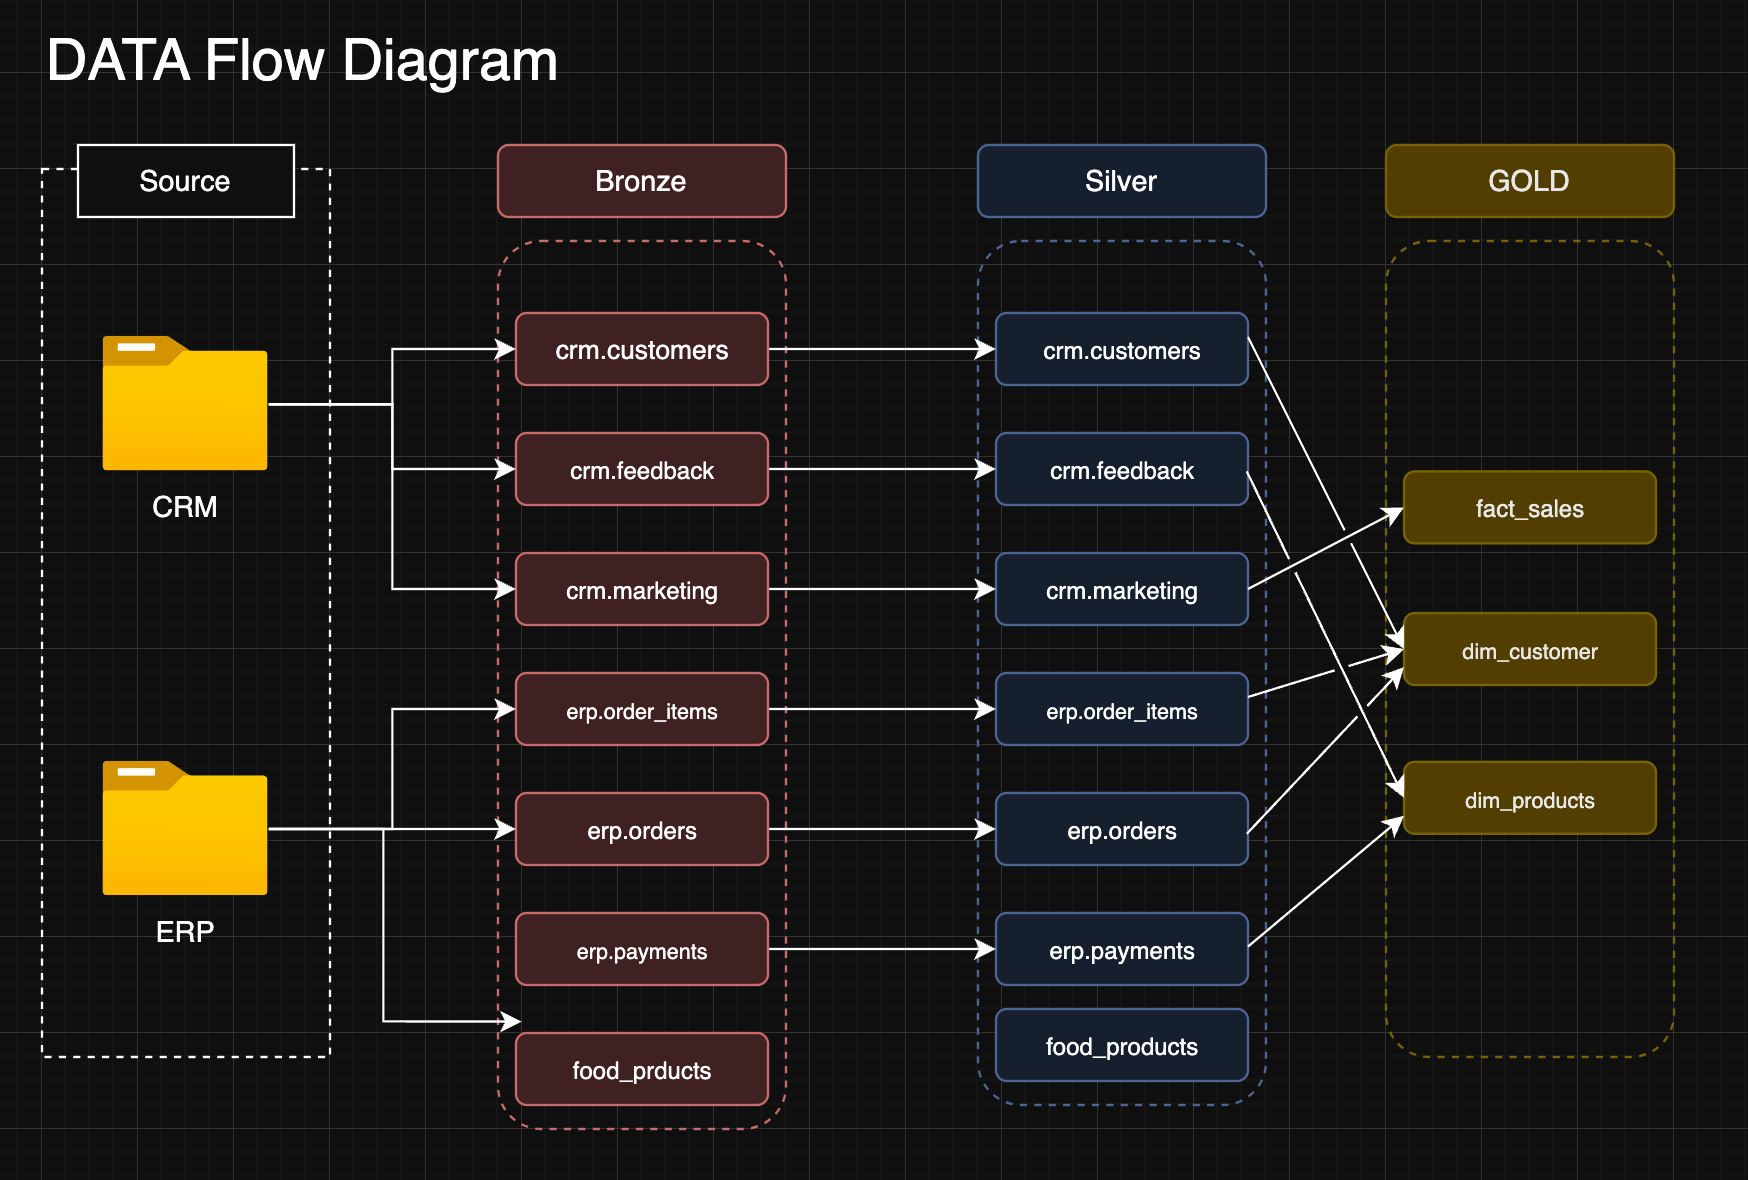 DATA Flow Diagram
Source
Bronze
Silver
GOLD
CRM
ERP
crm.customers
crm.feedback
crm.marketing
erp.order_items
erp.orders
erp.payments
food_prducts
crm.customers
crm.feedback
crm.marketing
erp.order_items
erp.orders
erp.payments
food_products
fact_sales
dim_customer
dim_products